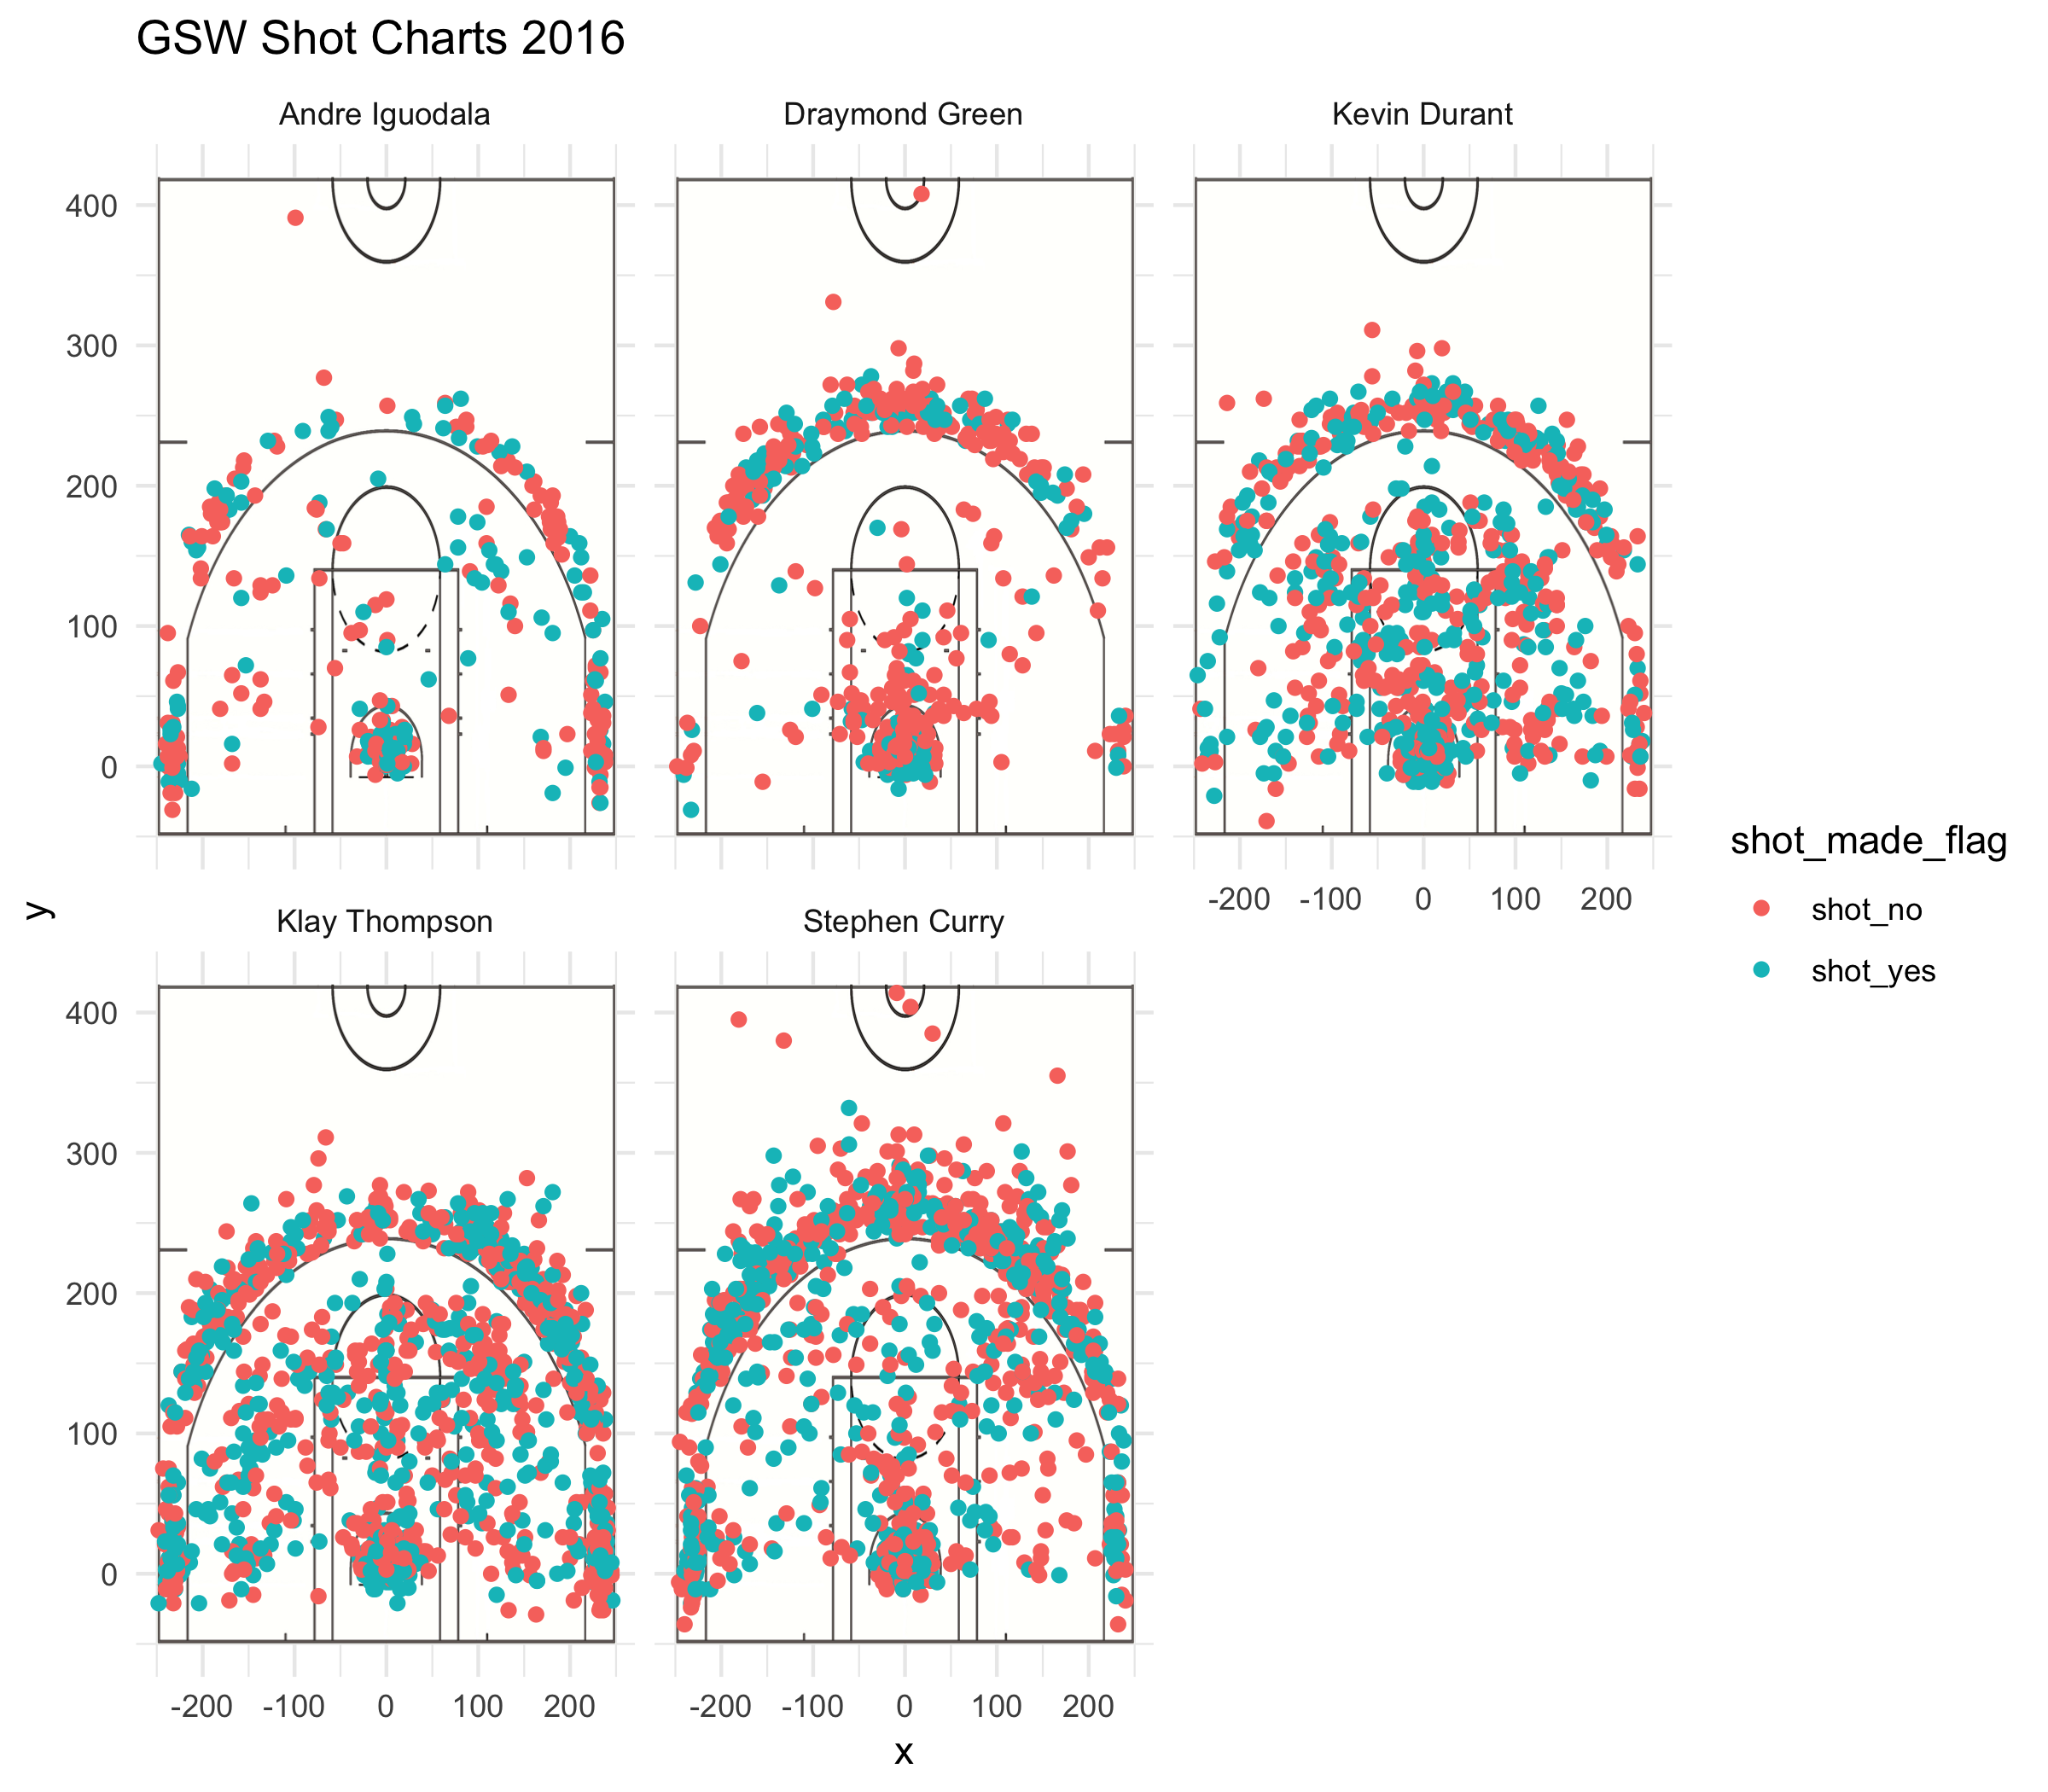 GSW Shot Charts 2016
Andre Iguodala
Draymond Green
Kevin Durant
400
300
200
100
0
-200 -100 0 100 200
shot_made_flag
shot_no
shot_yes
y
Klay Thompson
Stephen Curry
400
300
200
100
0
-200 -100 0 100 200
-200 -100 0 100 200
x